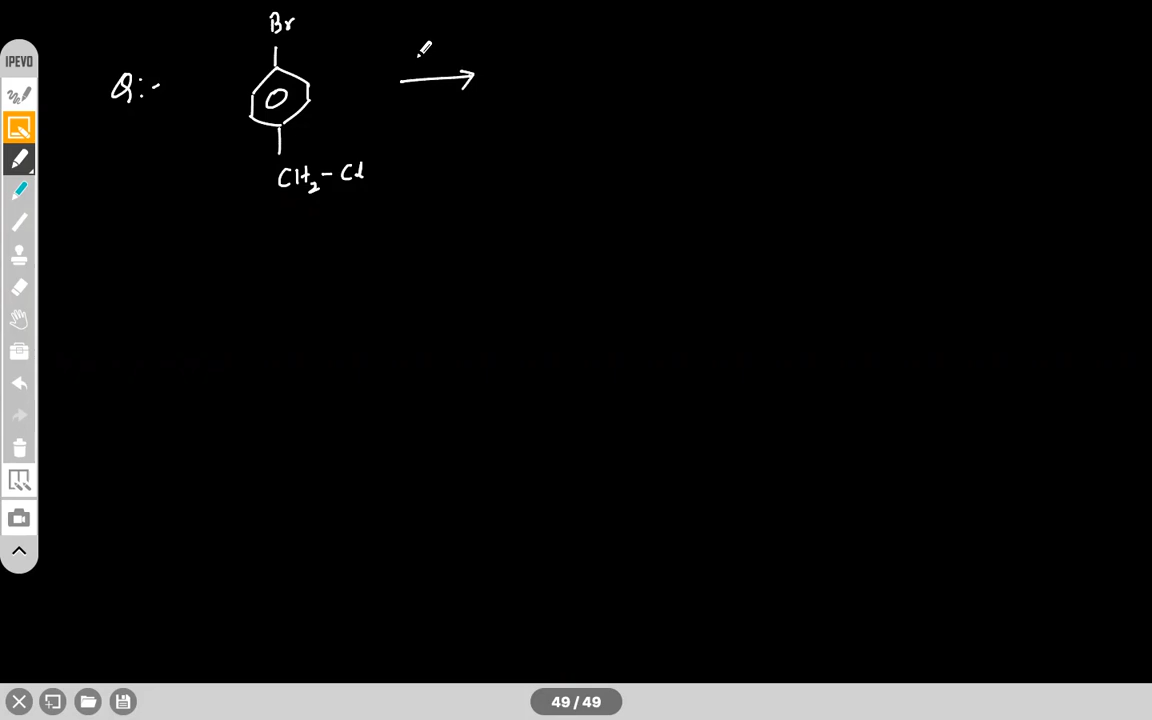 IPEVO
Br
Q:-
CH2-Cl
49 / 49